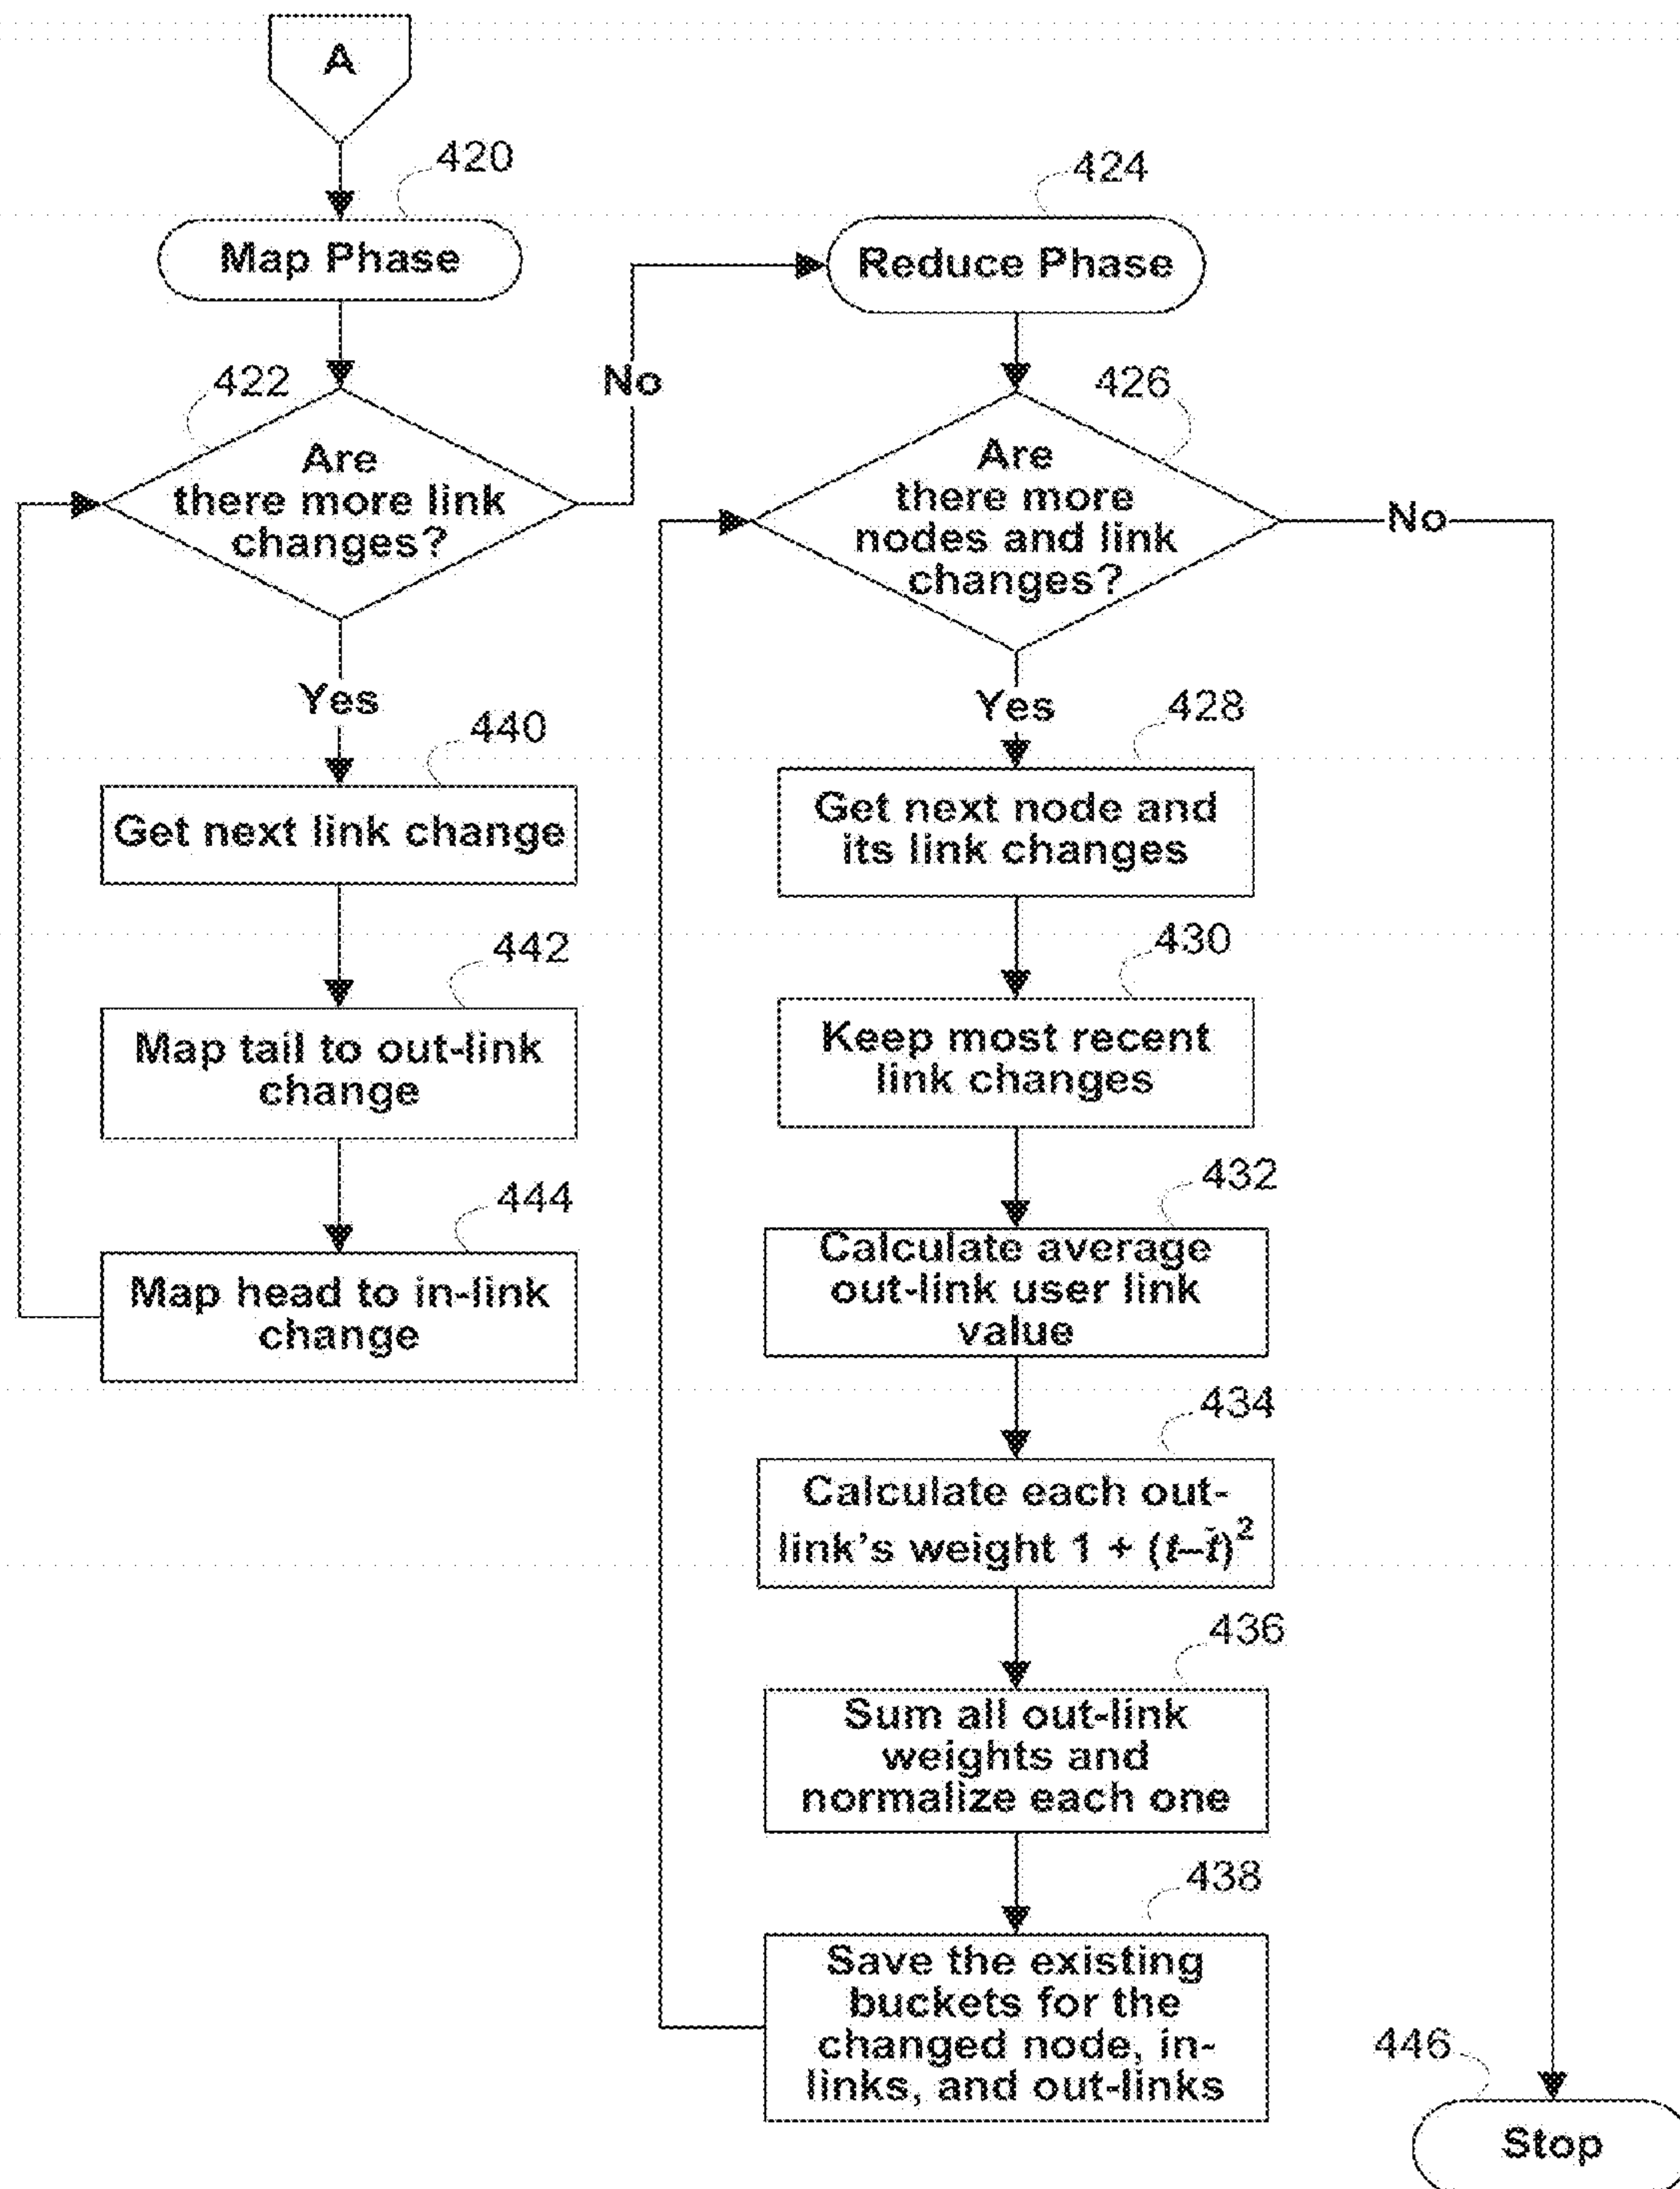 A
420
Map Phase
422
Are
there more link
changes?
No
Yes
440
Get next link change
442
Map tail to out-link
change
444
Map head to in-link
change
424
Reduce Phase
426
Are
there more
nodes and link
changes?
No
Yes
428
Get next node and
its link changes
430
Keep most recent
link changes
432
Calculate average
out-link user link
value
434
Calculate each out-
link's weight 1 + (t–t̄)²
436
Sum all out-link
weights and
normalize each one
438
Save the existing
buckets for the
changed node, in-
links, and out-links
446
Stop